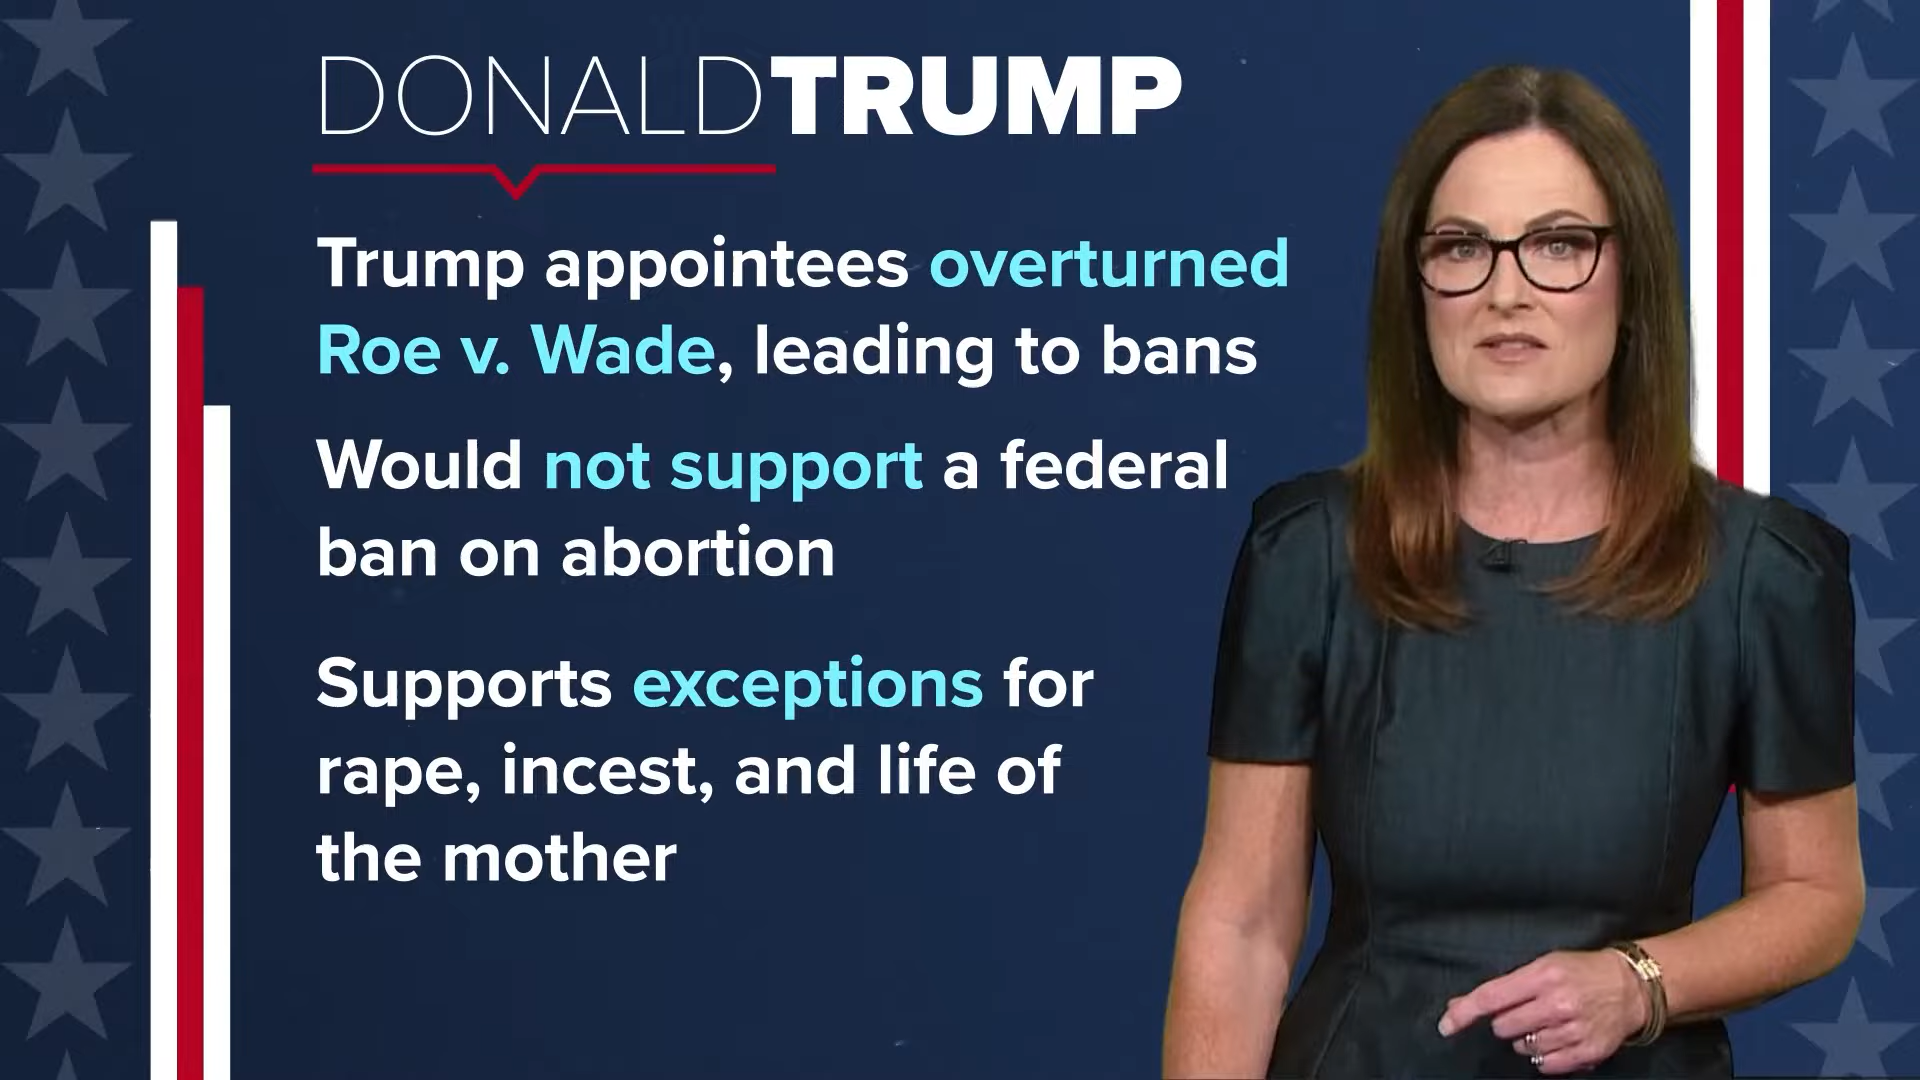 DONALDTRUMP
Trump appointees overturned
Roe v. Wade, leading to bans
Would not support a federal
ban on abortion
Supports exceptions for
rape, incest, and life of
the mother